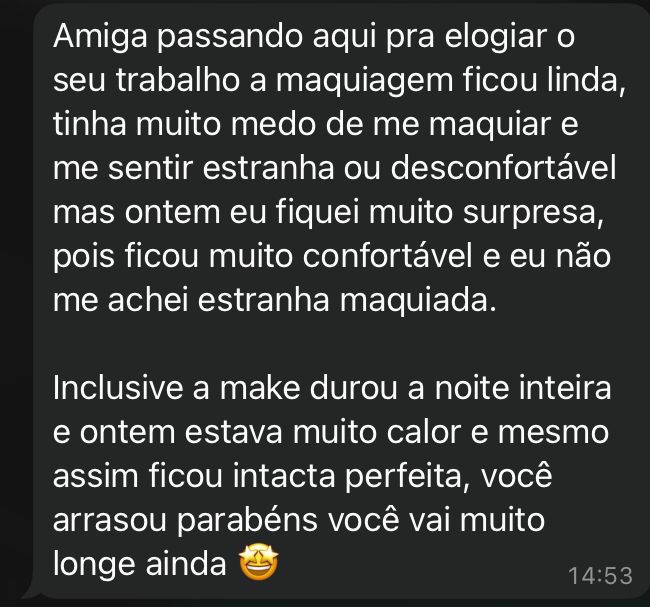 Amiga passando aqui pra elogiar o
seu trabalho a maquiagem ficou linda,
tinha muito medo de me maquiar e
me sentir estranha ou desconfortável
mas ontem eu fiquei muito surpresa,
pois ficou muito confortável e eu não
me achei estranha maquiada.
Inclusive a make durou a noite inteira
e ontem estava muito calor e mesmo
assim ficou intacta perfeita, você
arrasou parabéns você vai muito
longe ainda 🤩
14:53